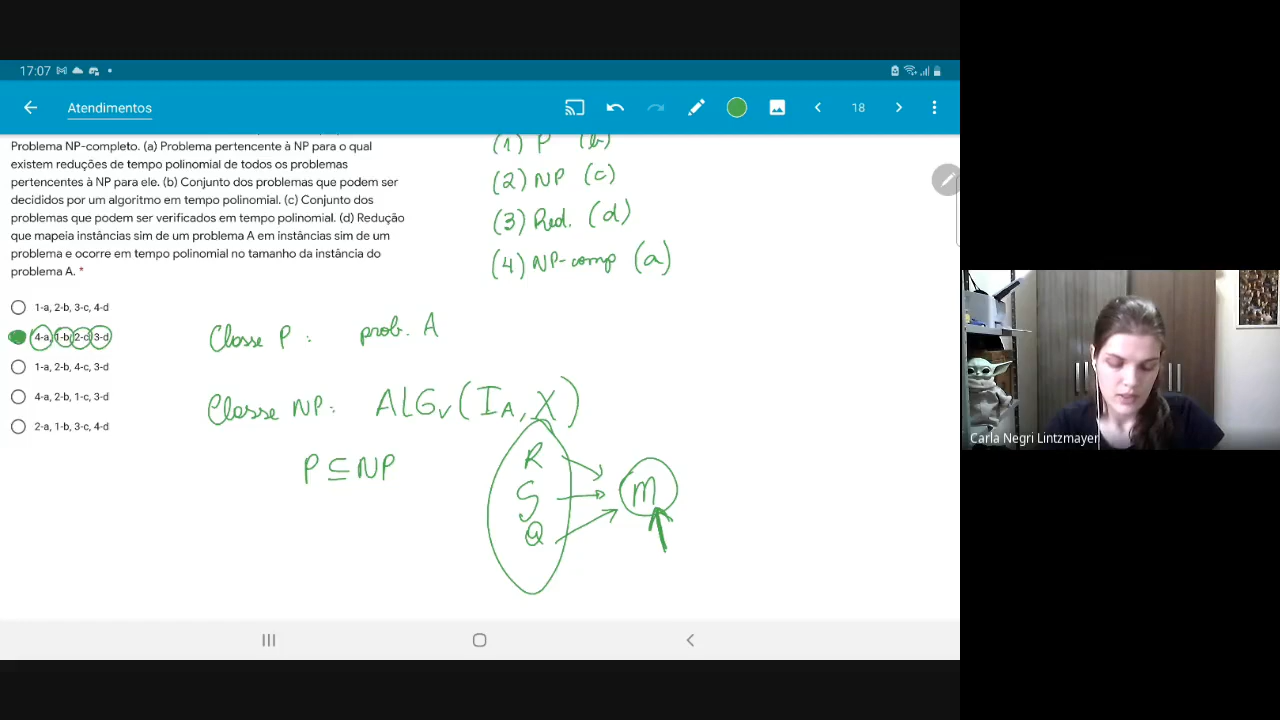 17:07
Atendimentos
18
Problema NP-completo. (a) Problema pertencente à NP para o qual
existem reduções de tempo polinomial de todos os problemas
pertencentes à NP para ele. (b) Conjunto dos problemas que podem ser
decididos por um algoritmo em tempo polinomial. (c) Conjunto dos
problemas que podem ser verificados em tempo polinomial. (d) Redução
que mapeia instâncias sim de um problema A em instâncias sim de um
problema e ocorre em tempo polinomial no tamanho da instância do
problema A. *
1-a, 2-b, 3-c, 4-d
4-a, 1-b, 2-c, 3-d
1-a, 2-b, 4-c, 3-d
4-a, 2-b, 1-c, 3-d
2-a, 1-b, 3-c, 4-d
(1) P (b)
(2) NP (c)
(3) Red. (d)
(4) NP-comp (a)
Classe P: prob. A
Classe NP: ALGv(IA, X)
P ⊆ NP
R
S
Q
M
Carla Negri Lintzmayer